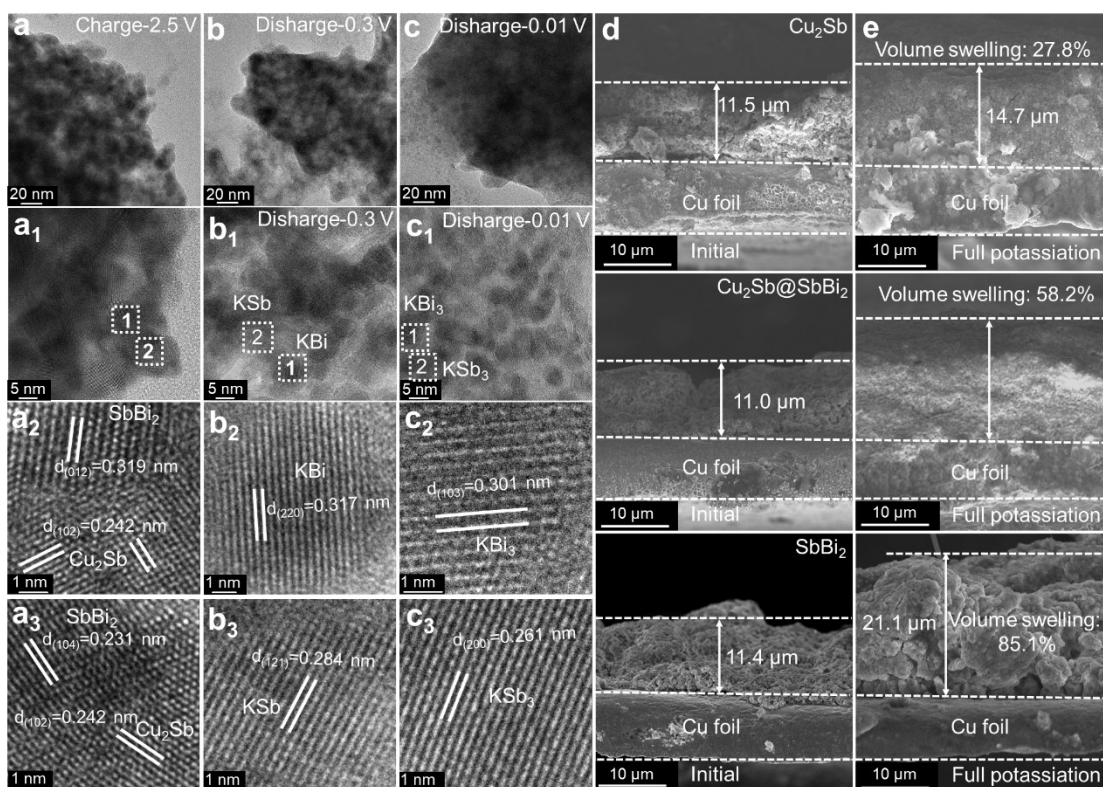 a
Charge-2.5 V
20 nm
b
Disharge-0.3 V
20 nm
c
Disharge-0.01 V
20 nm
a1
1
2
5 nm
b1
Disharge-0.3 V
KSb
2
KBi
1
5 nm
c1
Disharge-0.01 V
KBi3
1
2
KSb3
5 nm
a2
SbBi2
d(012)=0.319 nm
d(102)=0.242 nm
Cu2Sb
1 nm
b2
KBi
d(220)=0.317 nm
1 nm
c2
d(103)=0.301 nm
KBi3
1 nm
a3
SbBi2
d(104)=0.231 nm
d(102)=0.242 nm
Cu2Sb
1 nm
b3
d(121)=0.284 nm
KSb
1 nm
c3
d(200)=0.261 nm
KSb3
1 nm
d
Cu2Sb
11.5 µm
Cu foil
10 µm
Initial
e
Volume swelling: 27.8%
14.7 µm
Cu foil
10 µm
Full potassiation
Cu2Sb@SbBi2
11.0 µm
Cu foil
10 µm
Initial
Volume swelling: 58.2%
Cu foil
10 µm
Full potassiation
SbBi2
11.4 µm
Cu foil
10 µm
Initial
21.1 µm
Volume swelling:
85.1%
Cu foil
10 µm
Full potassiation